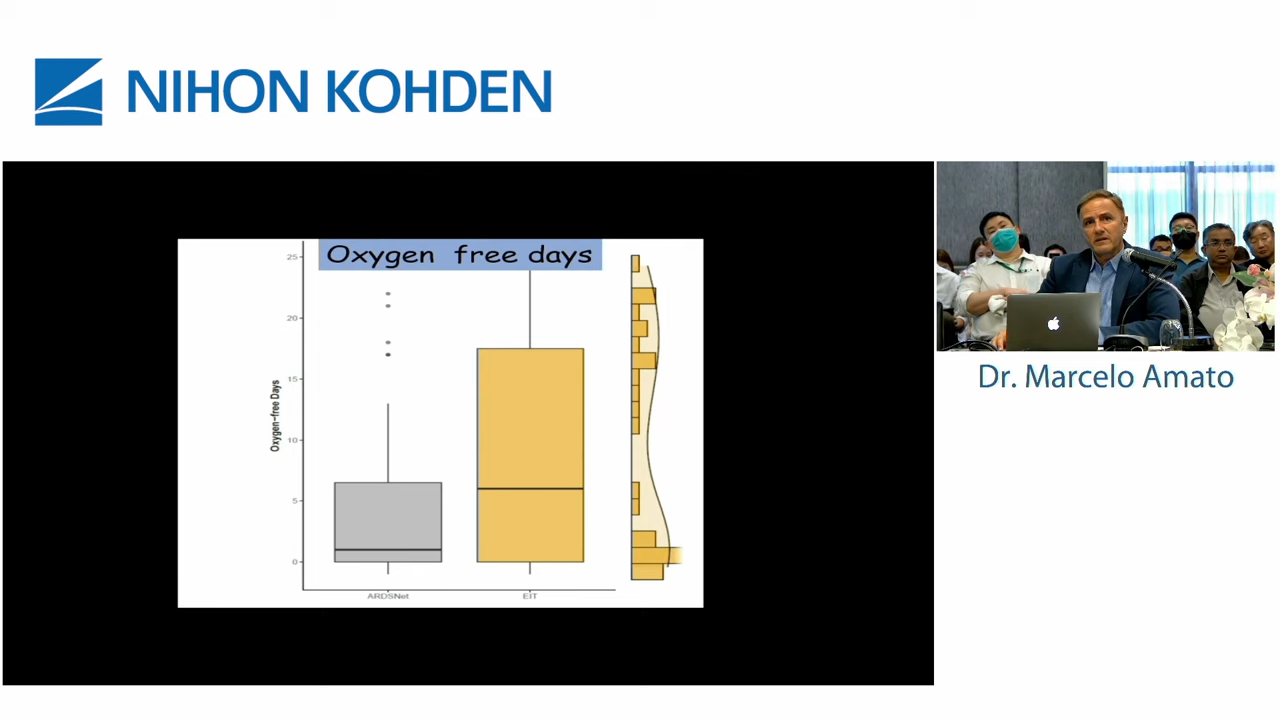 NIHON KOHDEN
Oxygen free days
25
20
15
10
5
0
Oxygen-free Days
ARDSNet
EIT
Dr. Marcelo Amato